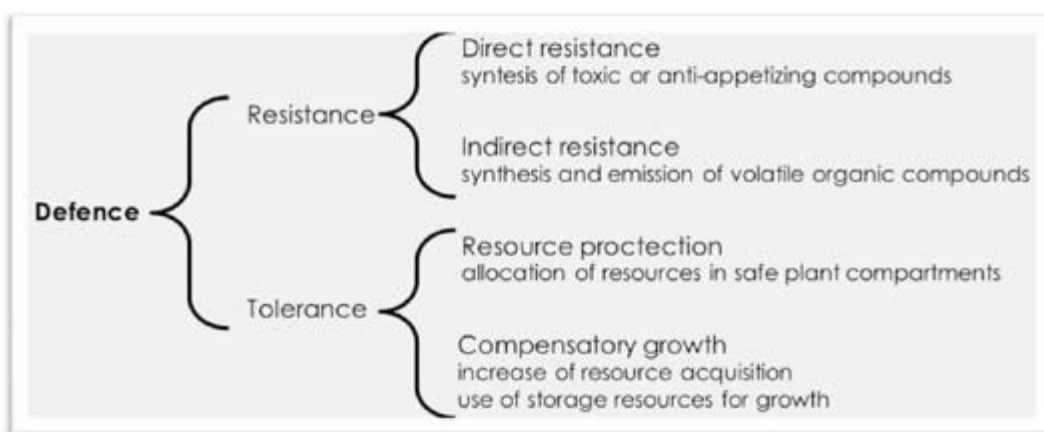 Direct resistance
syntesis of toxic or anti-appetizing compounds
Resistance
Indirect resistance
synthesis and emission of volatile organic compounds
Defence
Resource proctection
allocation of resources in safe plant compartments
Tolerance
Compensatory growth
increase of resource acquisition
use of storage resources for growth